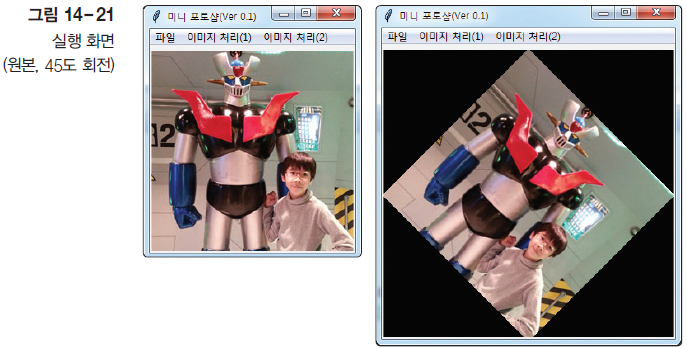 그림 14-21
실행 화면
(원본, 45도 회전)
미니 포토샵(Ver 0.1)
파일 이미지 처리(1) 이미지 처리(2)
12
미니 포토샵(Ver 0.1)
파일 이미지 처리(1) 이미지 처리(2)
12